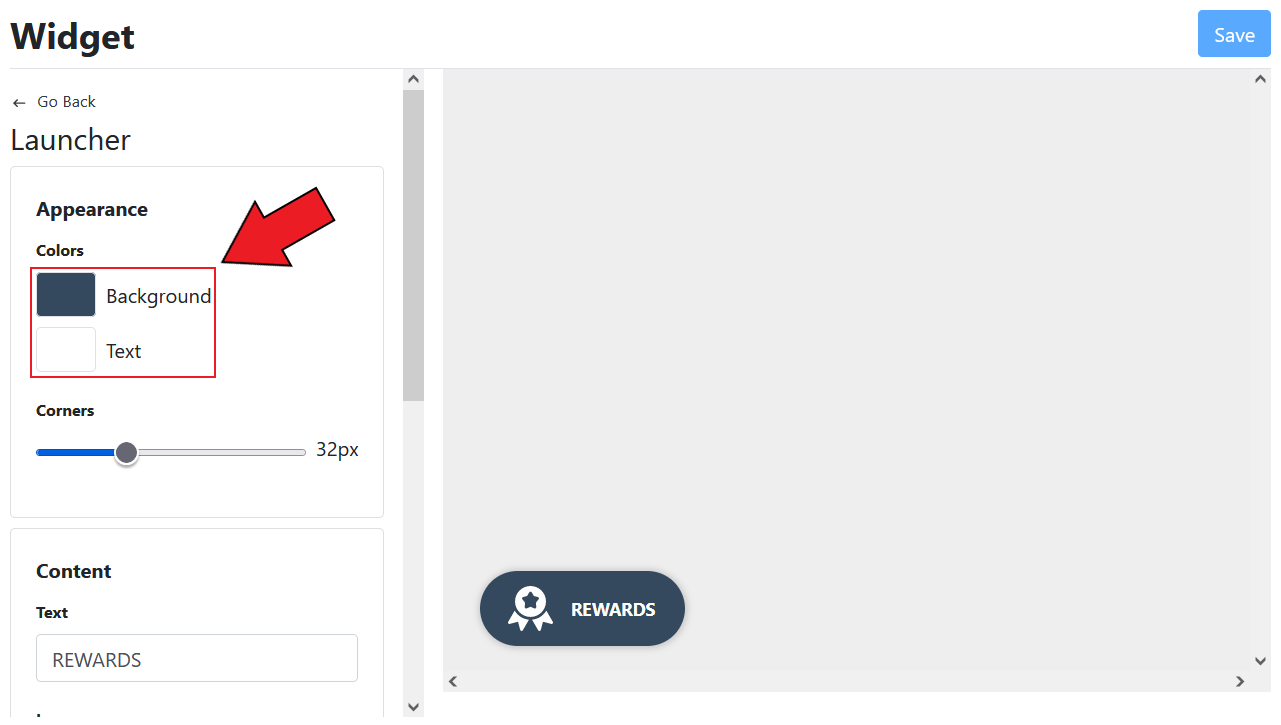 Widget
Save
Go Back
Launcher
Appearance
Colors
Background
Text
Corners
32px
Content
Text
REWARDS
REWARDS